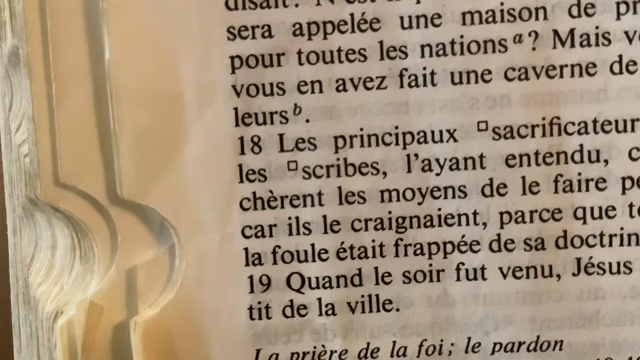 sera appelée une maison de
pour toutes les nations a? Mais
vous en avez fait une caverne de
leurs b.
18 Les principaux □sacrificateur
les □scribes, l'ayant entendu, c
chèrent les moyens de le faire pé
car ils le craignaient, parce que
la foule était frappée de sa doctrin
19 Quand le soir fut venu, Jésus
tit de la ville.
La prière de la foi; le pardon